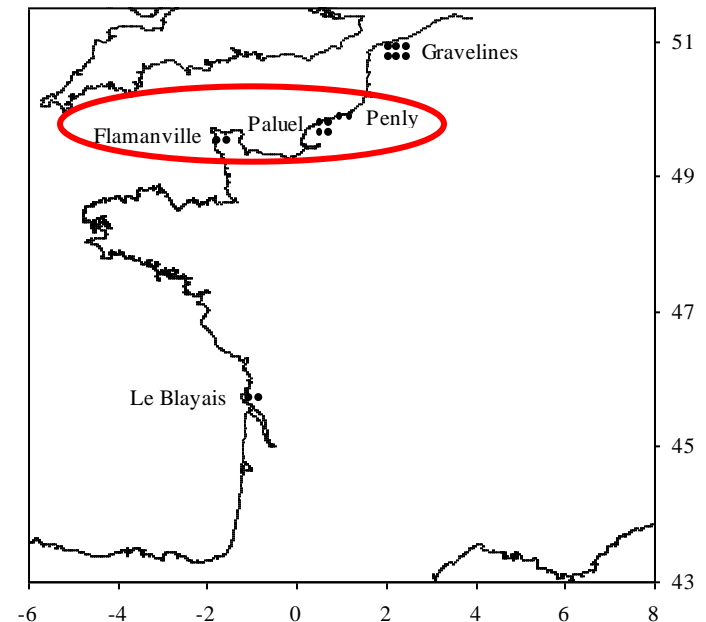 51
Gravelines
Penly
Paluel
Flamanville
49
47
Le Blayais
45
43
-6 -4 -2 0 2 4 6 8